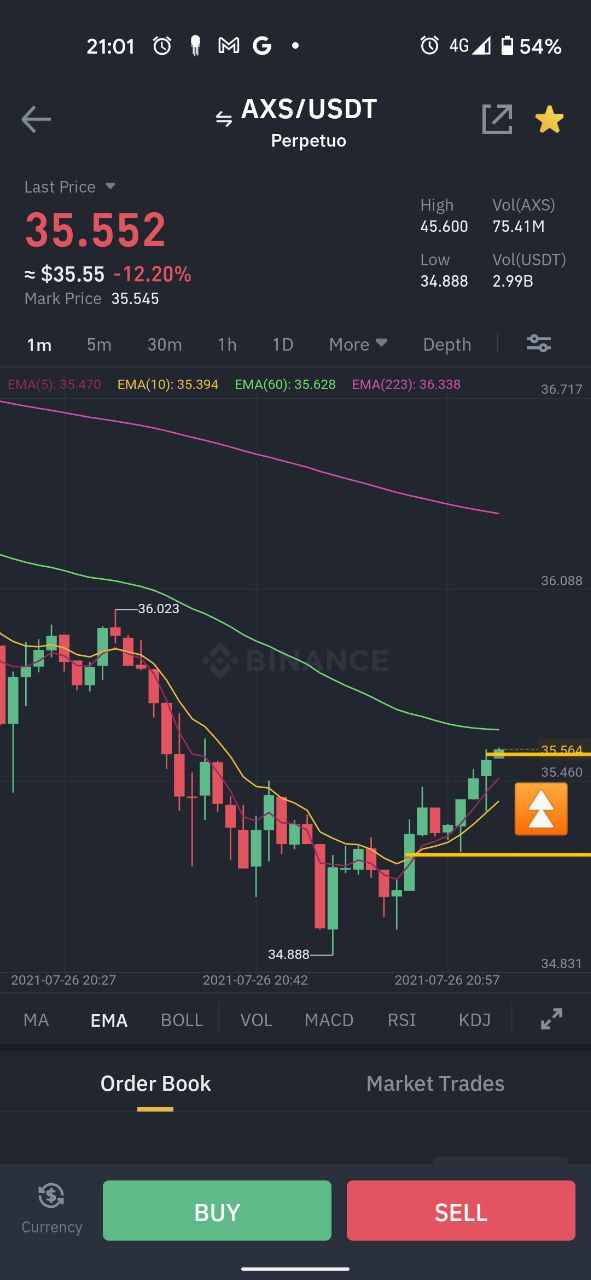 21:01
4G 54%
AXS/USDT
Perpetuo
Last Price
35.552
≈ $35.55 -12.20%
Mark Price 35.545
High Vol(AXS)
45.600 75.41M
Low Vol(USDT)
34.888 2.99B
1m 5m 30m 1h 1D More Depth
EMA(5): 35.470 EMA(10): 35.394 EMA(60): 35.628 EMA(223): 36.338
36.717
36.088
36.023
BINANCE
35.564
35.460
34.888
34.831
2021-07-26 20:27 2021-07-26 20:42 2021-07-26 20:57
MA EMA BOLL VOL MACD RSI KDJ
Order Book Market Trades
Currency BUY SELL